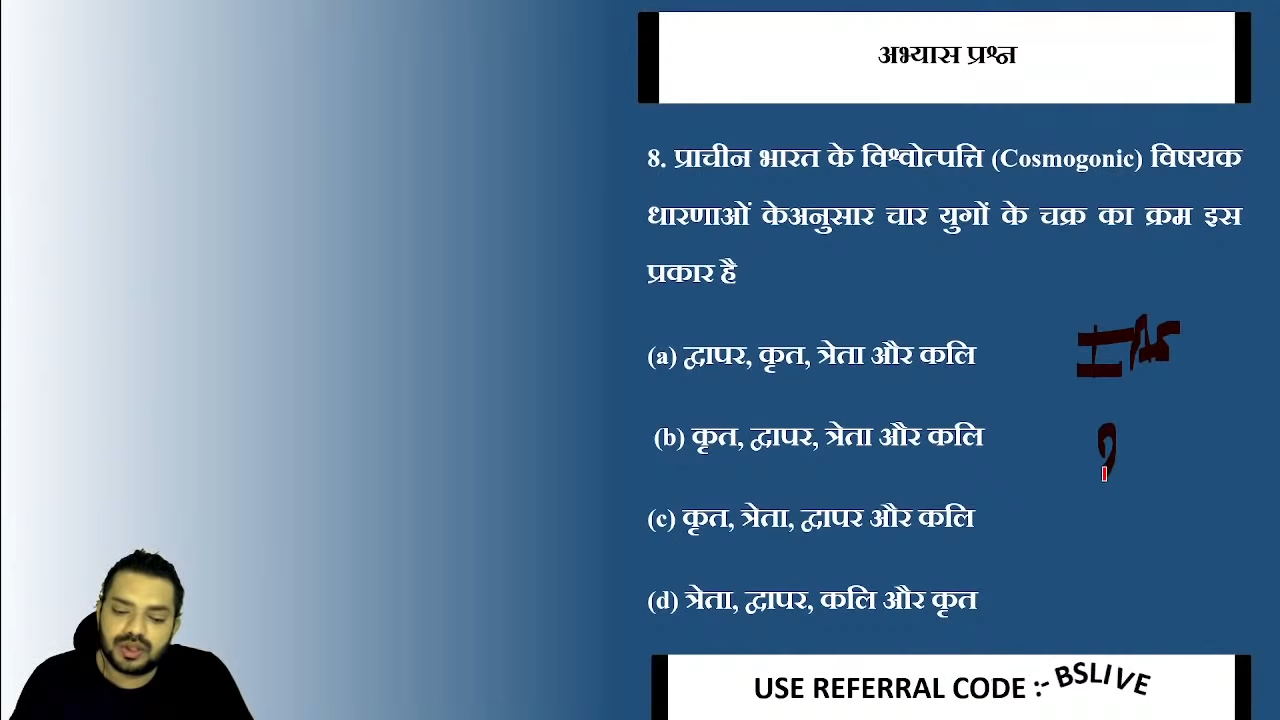 अभ्यास प्रश्न
8. प्राचीन भारत के विश्वोत्पत्ति (Cosmogonic) विषयक
धारणाओं केअनुसार चार युगों के चक्र का क्रम इस
प्रकार है
(a) द्वापर, कृत, त्रेता और कलि
(b) कृत, द्वापर, त्रेता और कलि
(c) कृत, त्रेता, द्वापर और कलि
(d) त्रेता, द्वापर, कलि और कृत
USE REFERRAL CODE :- BSLIVE